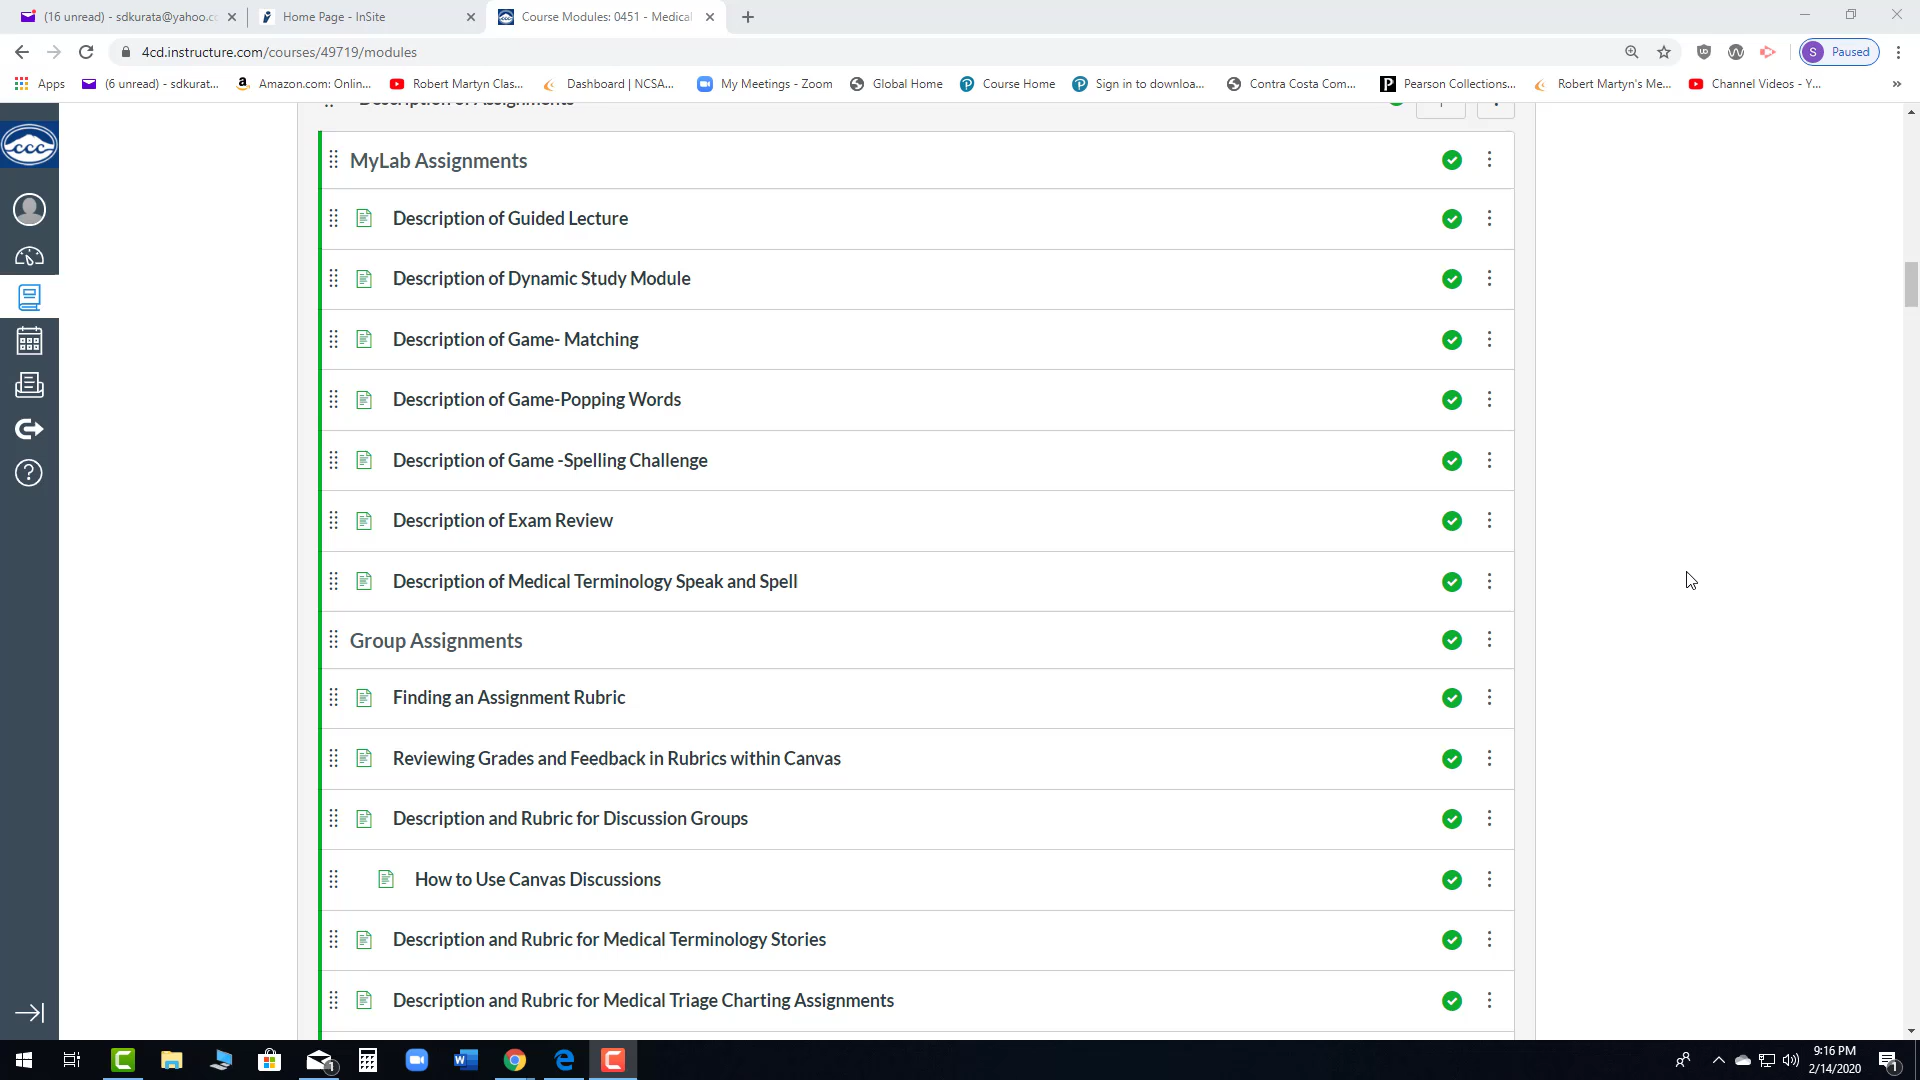 (16 unread) - sdkurata@yahoo.cc
Home Page - InSite
Course Modules: 0451 - Medical
4cd.instructure.com/courses/49719/modules
S Paused
Apps
(6 unread) - sdkurat...
Amazon.com: Onlin...
Robert Martyn Clas...
Dashboard | NCSA...
My Meetings - Zoom
Global Home
Course Home
Sign in to downloa...
Contra Costa Com...
Pearson Collections...
Robert Martyn's Me...
Channel Videos - Y...
Description of Assignments
CCC
MyLab Assignments
Description of Guided Lecture
Description of Dynamic Study Module
Description of Game- Matching
Description of Game-Popping Words
Description of Game -Spelling Challenge
Description of Exam Review
Description of Medical Terminology Speak and Spell
Group Assignments
Finding an Assignment Rubric
Reviewing Grades and Feedback in Rubrics within Canvas
Description and Rubric for Discussion Groups
How to Use Canvas Discussions
Description and Rubric for Medical Terminology Stories
Description and Rubric for Medical Triage Charting Assignments
9:16 PM
2/14/2020